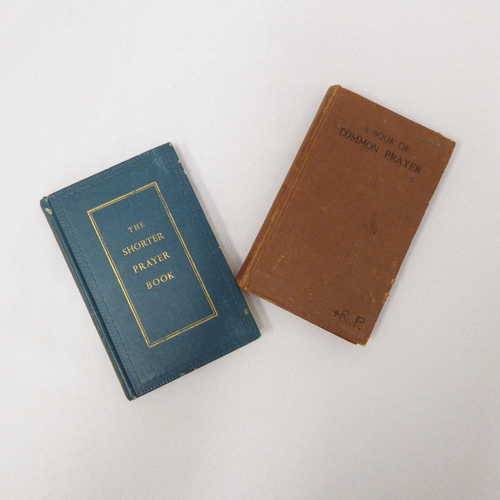 THE
SHORTER
PRAYER
BOOK
A BOOK OF
COMMON PRAYER
+R.P.